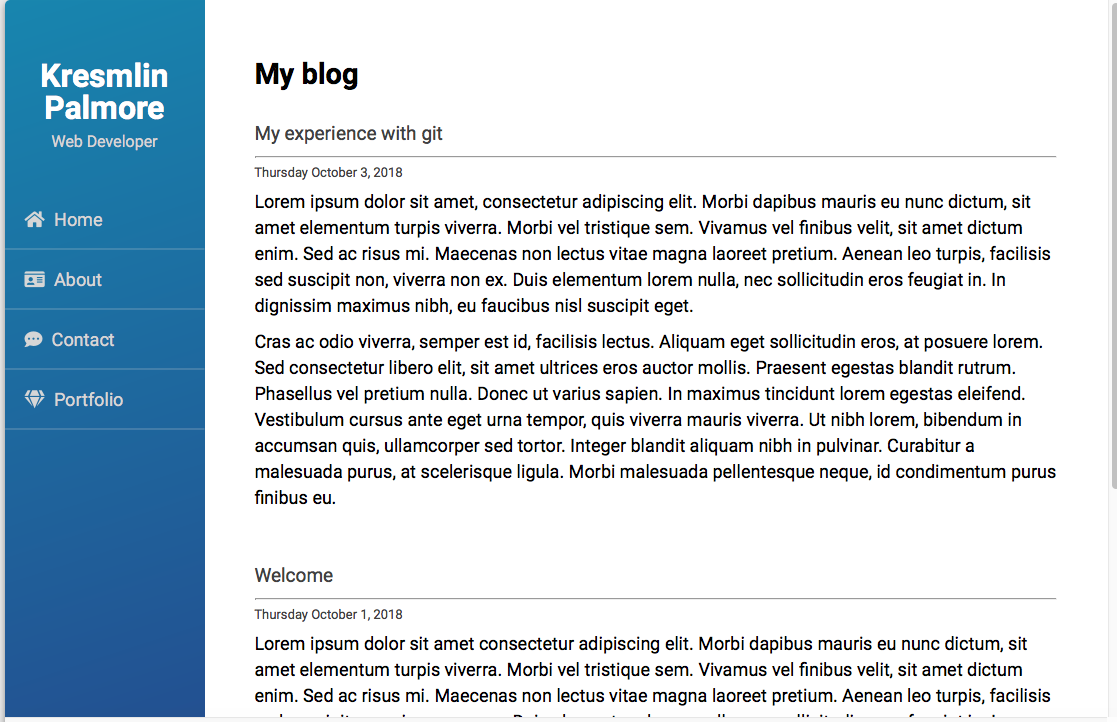 Kresmlin
Palmore
Web Developer
Home
About
Contact
Portfolio
My blog
My experience with git
Thursday October 3, 2018
Lorem ipsum dolor sit amet, consectetur adipiscing elit. Morbi dapibus mauris eu nunc dictum, sit
amet elementum turpis viverra. Morbi vel tristique sem. Vivamus vel finibus velit, sit amet dictum
enim. Sed ac risus mi. Maecenas non lectus vitae magna laoreet pretium. Aenean leo turpis, facilisis
sed suscipit non, viverra non ex. Duis elementum lorem nulla, nec sollicitudin eros feugiat in. In
dignissim maximus nibh, eu faucibus nisl suscipit eget.
Cras ac odio viverra, semper est id, facilisis lectus. Aliquam eget sollicitudin eros, at posuere lorem.
Sed consectetur libero elit, sit amet ultrices eros auctor mollis. Praesent egestas blandit rutrum.
Phasellus vel pretium nulla. Donec ut varius sapien. In maximus tincidunt lorem egestas eleifend.
Vestibulum cursus ante eget urna tempor, quis viverra mauris viverra. Ut nibh lorem, bibendum in
accumsan quis, ullamcorper sed tortor. Integer blandit aliquam nibh in pulvinar. Curabitur a
malesuada purus, at scelerisque ligula. Morbi malesuada pellentesque neque, id condimentum purus
finibus eu.
Welcome
Thursday October 1, 2018
Lorem ipsum dolor sit amet consectetur adipiscing elit. Morbi dapibus mauris eu nunc dictum, sit
amet elementum turpis viverra. Morbi vel tristique sem. Vivamus vel finibus velit, sit amet dictum
enim. Sed ac risus mi. Maecenas non lectus vitae magna laoreet pretium. Aenean leo turpis, facilisis